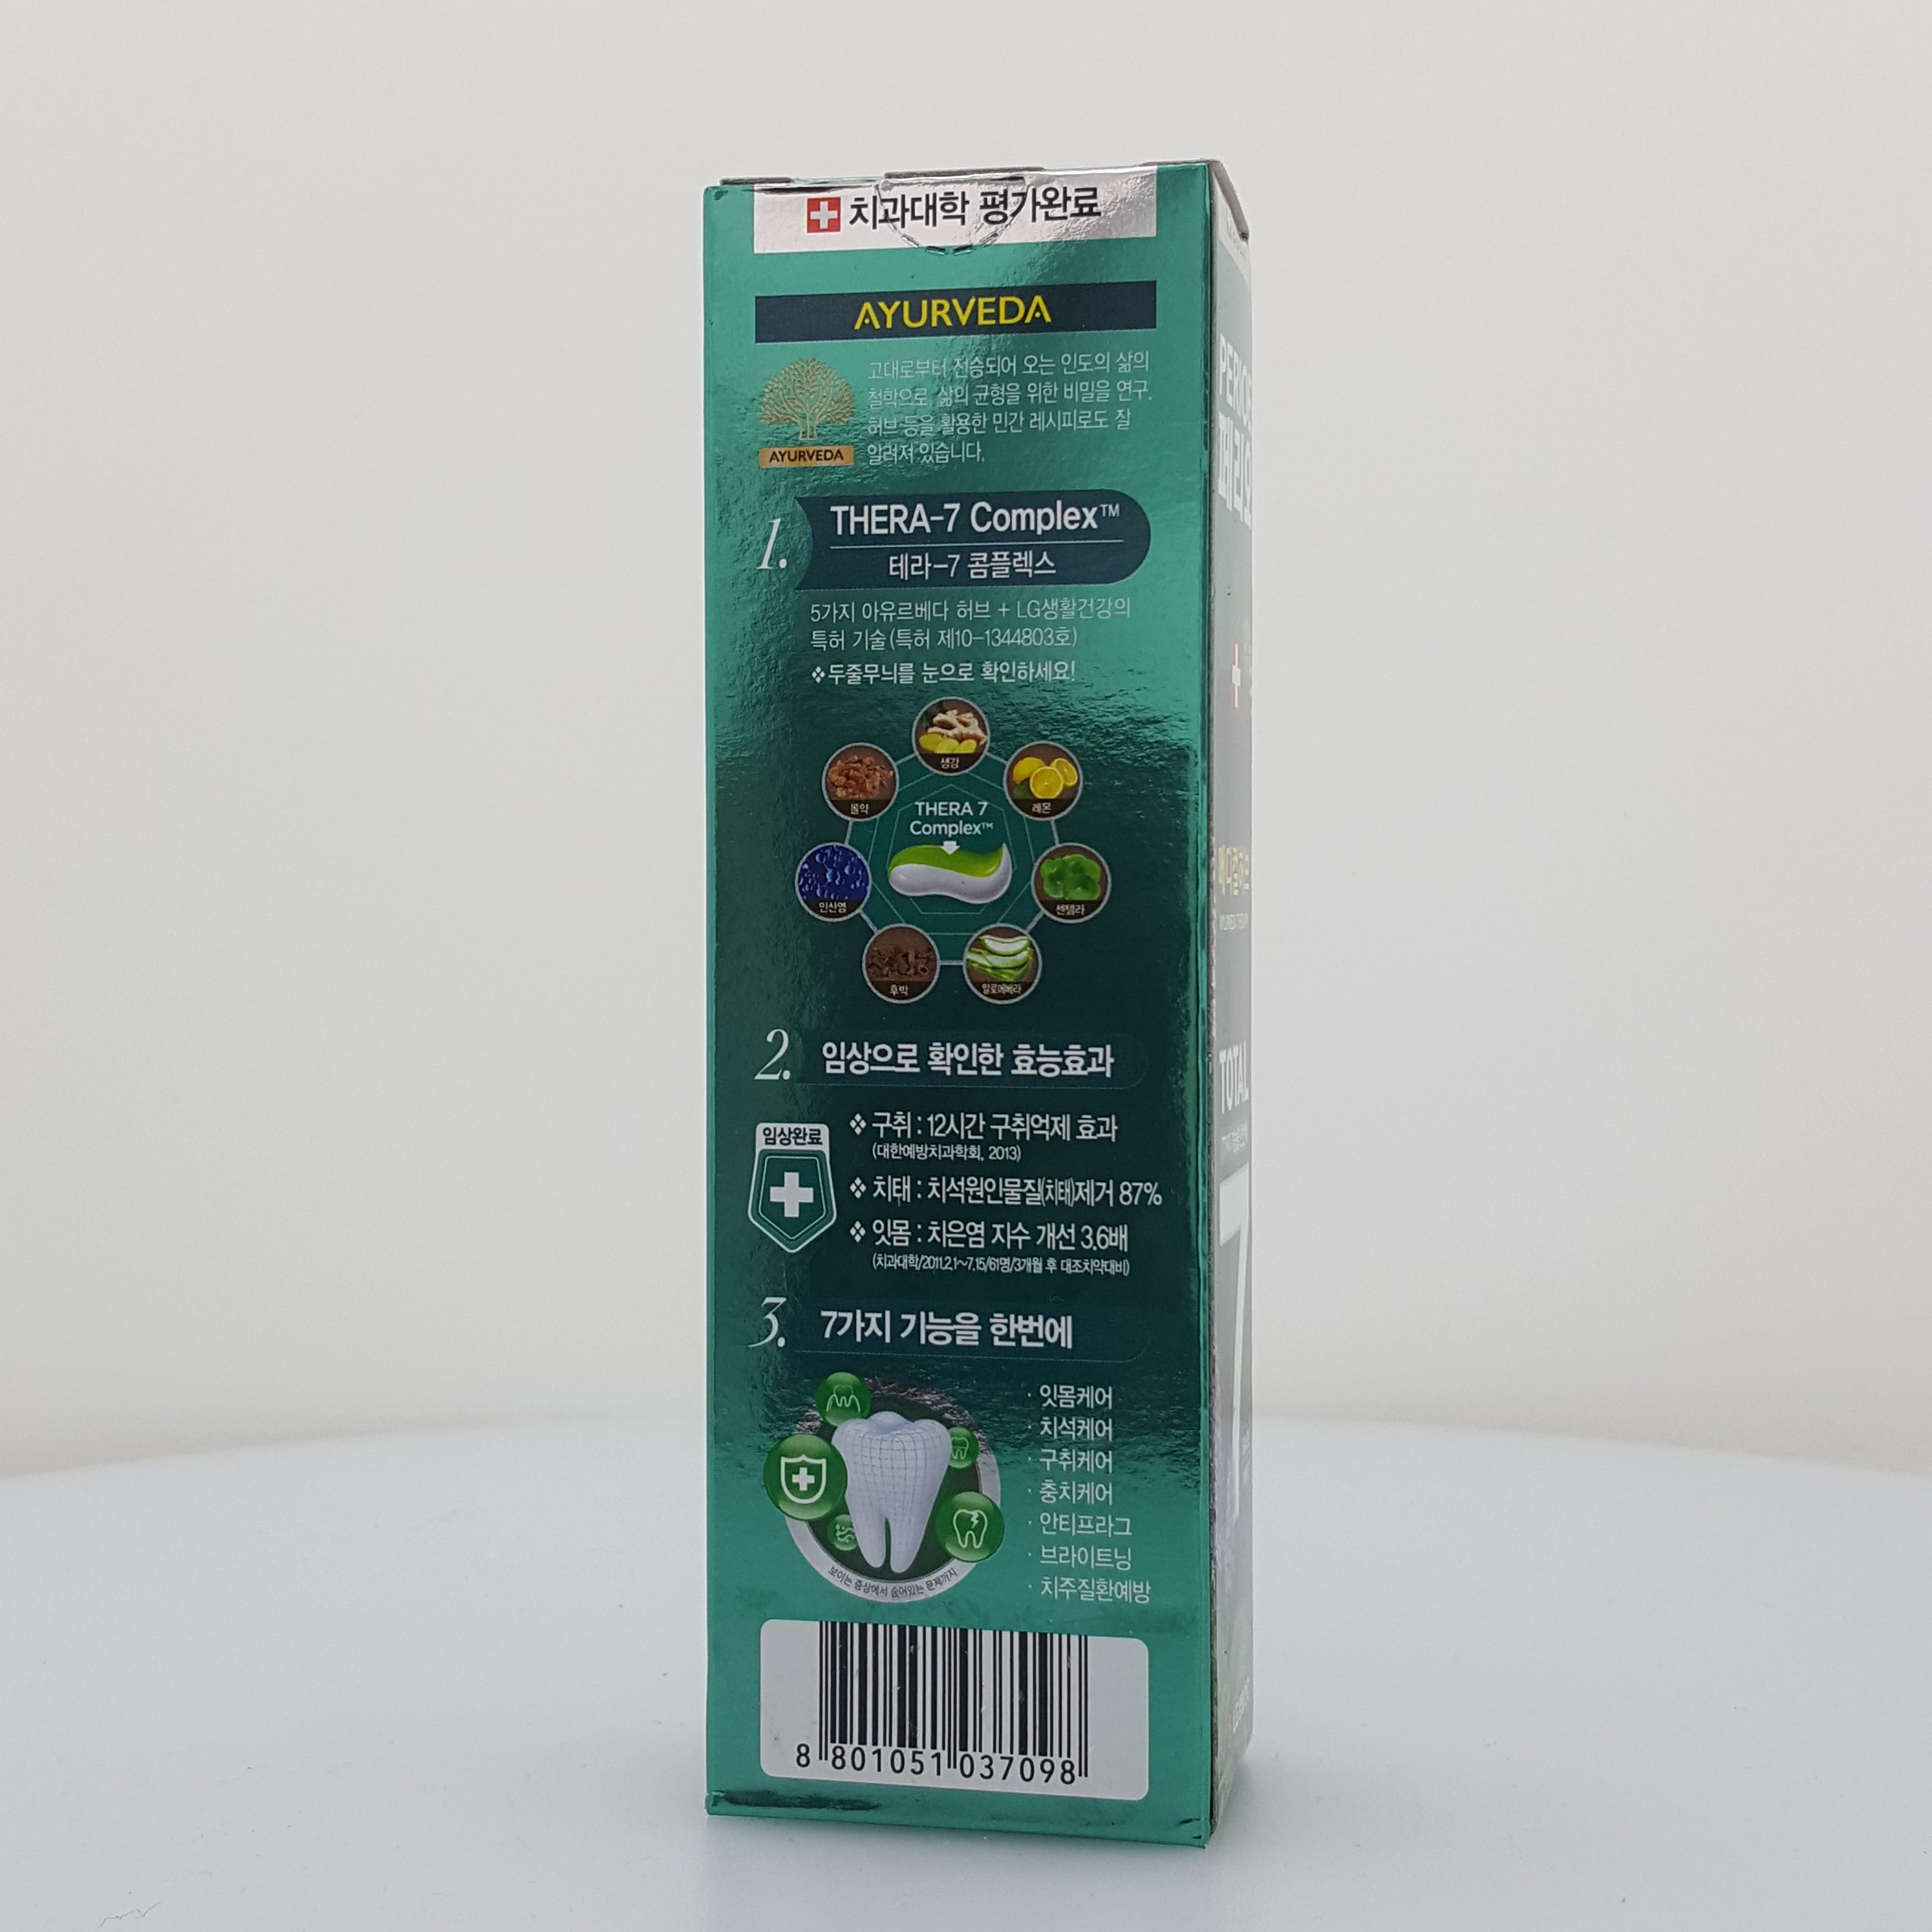 치과대학 평가완료
AYURVEDA
고대로부터 전승되어 오는 인도의 삶의
철학으로, 삶의 균형을 위한 비밀을 연구.
허브 등을 활용한 민간 레시피로도 잘
알려져 있습니다.
AYURVEDA
1.
THERA-7 Complex™
테라-7 콤플렉스
5가지 아유르베다 허브 + LG생활건강의
특허 기술(특허 제10-1344803호)
❖두줄무늬를 눈으로 확인하세요!
생강
몰약
레몬
THERA 7
Complex™
인산염
센텔라
후박
알로에베라
2. 임상으로 확인한 효능효과
임상완료
❖ 구취 : 12시간 구취억제 효과
(대한예방치과학회, 2013)
❖ 치태 : 치석원인물질(치태)제거 87%
❖ 잇몸 : 치은염 지수 개선 3.6배
(치과대학/2011.2.1~7.15/61명/3개월 후 대조치약대비)
3. 7가지 기능을 한번에
· 잇몸케어
· 치석케어
· 구취케어
· 충치케어
· 안티프라그
· 브라이트닝
· 치주질환예방
보이는 증상에서 숨어있는 문제까지
8 801051 037098
페리오
TOTAL
7